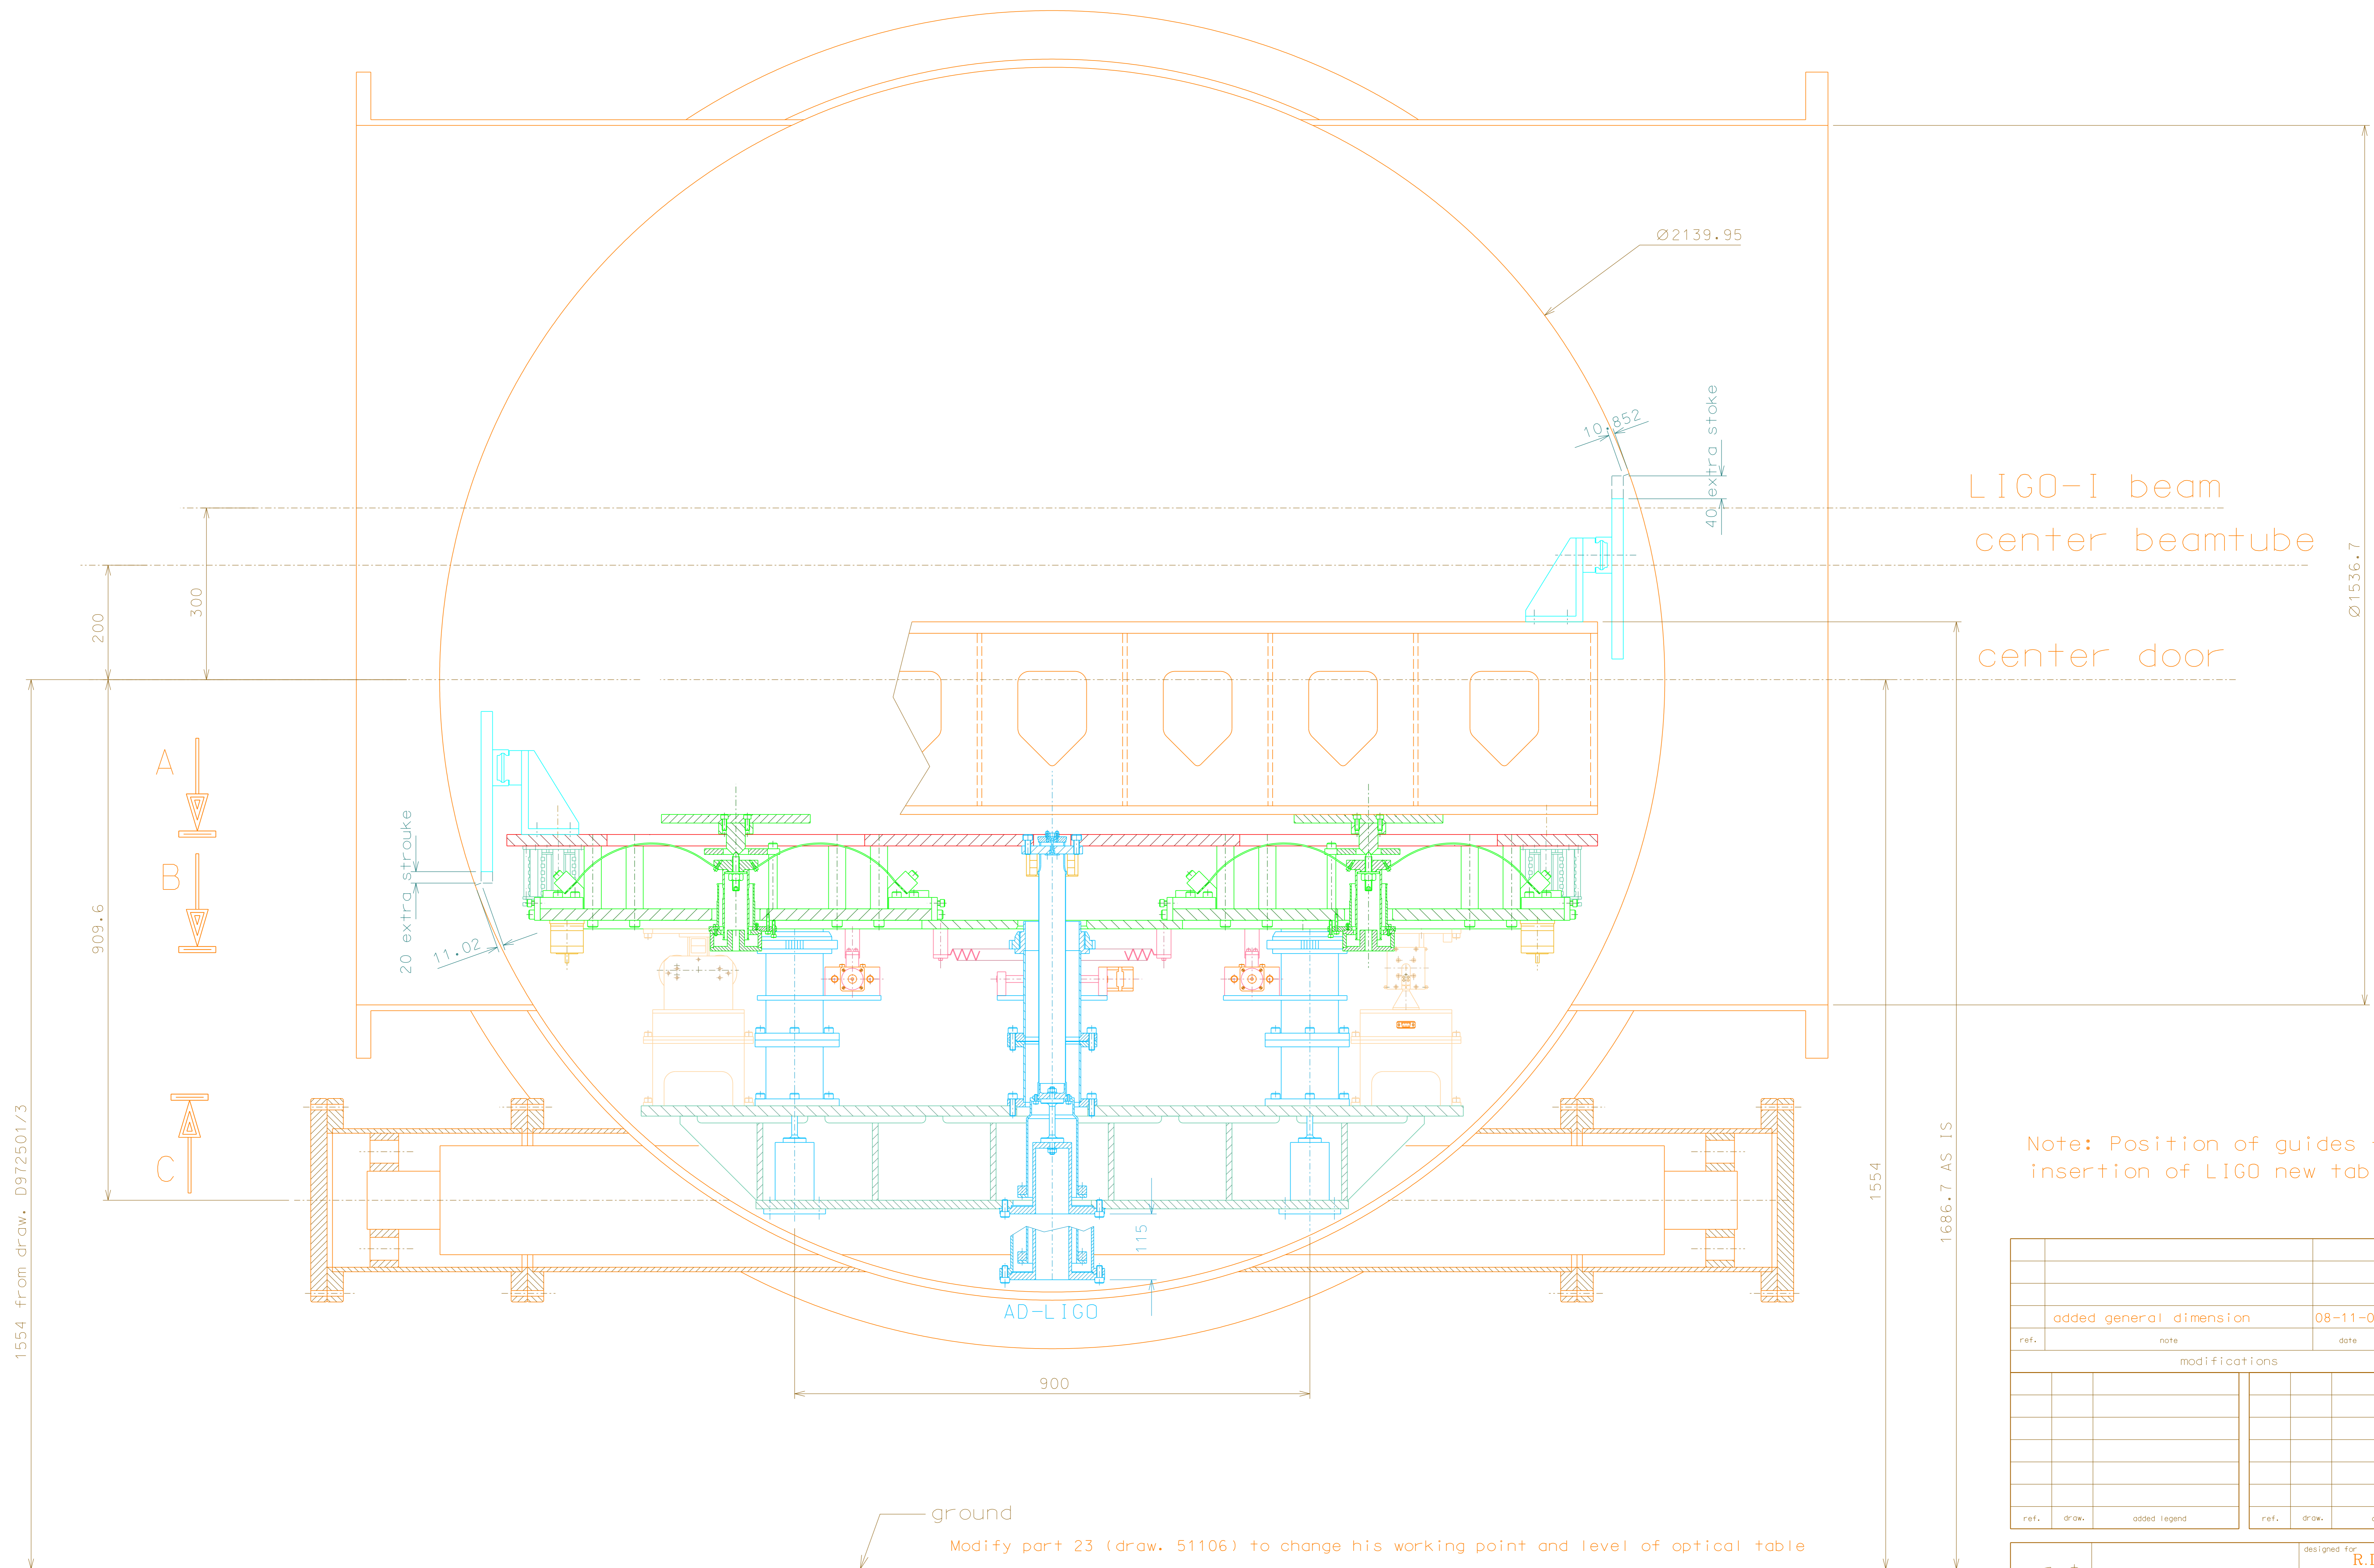 Ø2139.95
10.852
40 extra stoke
LIGO-I beam
center beamtube
Ø1536.7
200
300
center door
A
B
20 extra strouke
11.02
909.6
C
1554 from draw. D972501/3
1554
1686.7 AS IS
Note: Position of guides
insertion of LIGO new tab
115
AD-LIGO
900
added general dimension
08-11-0
ref.
note
date
modifications
ref.
draw.
added legend
ref.
draw.
ground
Modify part 23 (draw. 51106) to change his working point and level of optical table
designed for